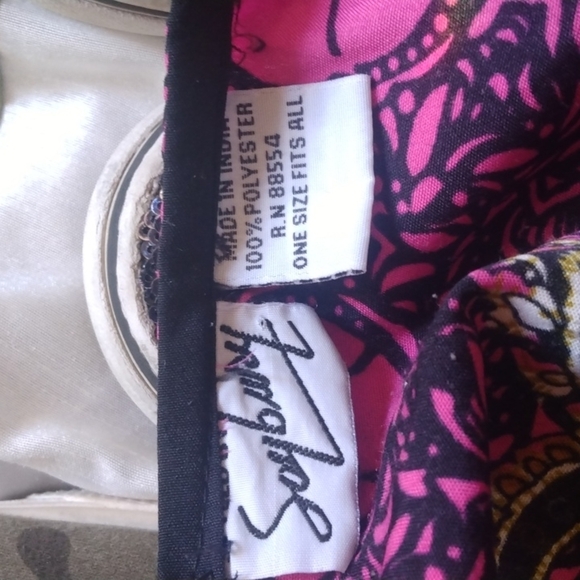 MADE IN INDIA
100% POLYESTER
R.N 88554
ONE SIZE FITS ALL